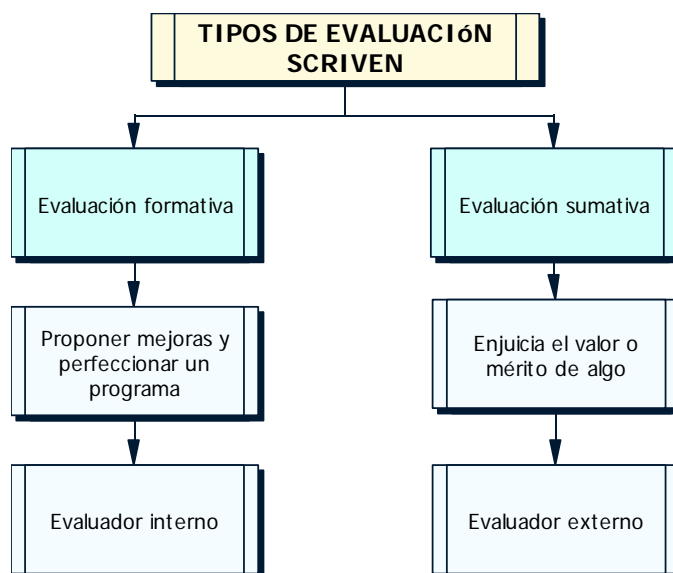 TIPOS DE EVALUACIóN
SCRIVEN
Evaluación formativa
Evaluación sumativa
Proponer mejoras y
perfeccionar un
programa
Enjuicia el valor o
mérito de algo
Evaluador interno
Evaluador externo